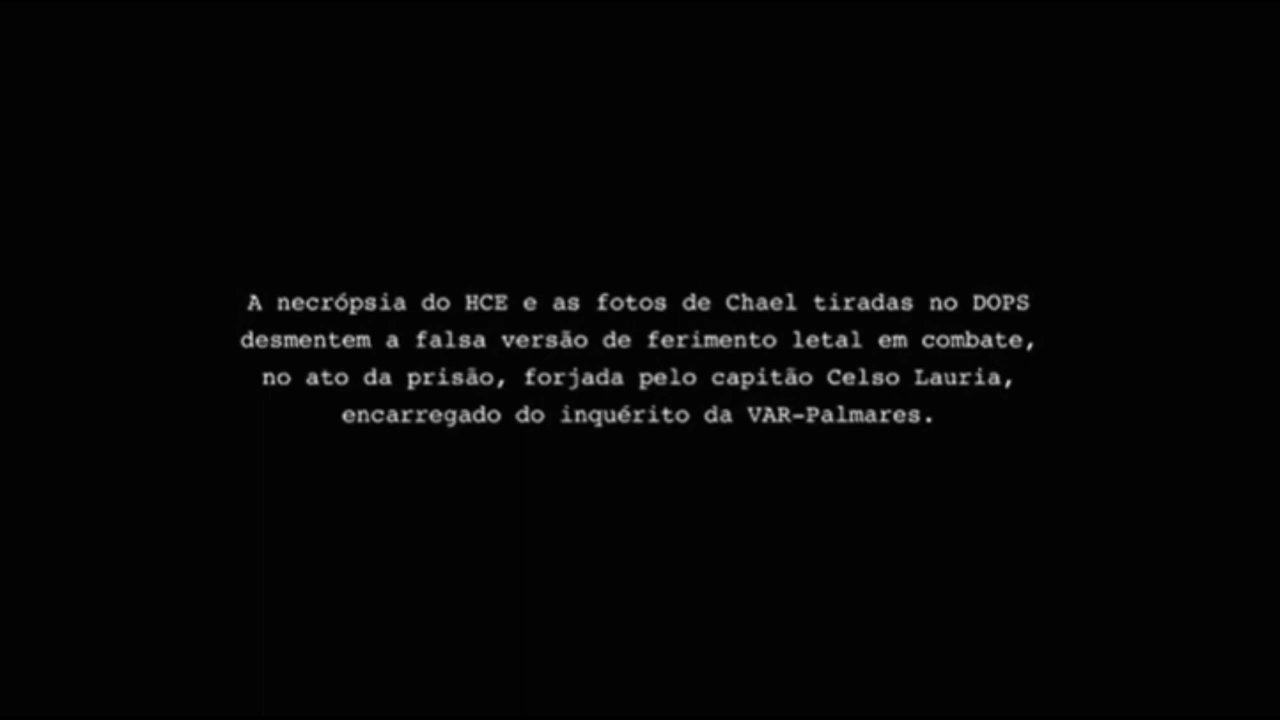 A necrópsia do HCE e as fotos de Chael tiradas no DOPS
desmentem a falsa versão de ferimento letal em combate,
no ato da prisão, forjada pelo capitão Celso Lauria,
encarregado do inquérito da VAR-Palmares.